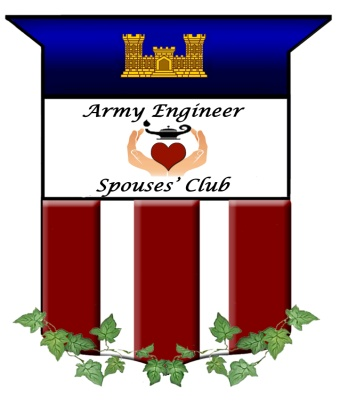 Army Engineer
Spouses' Club